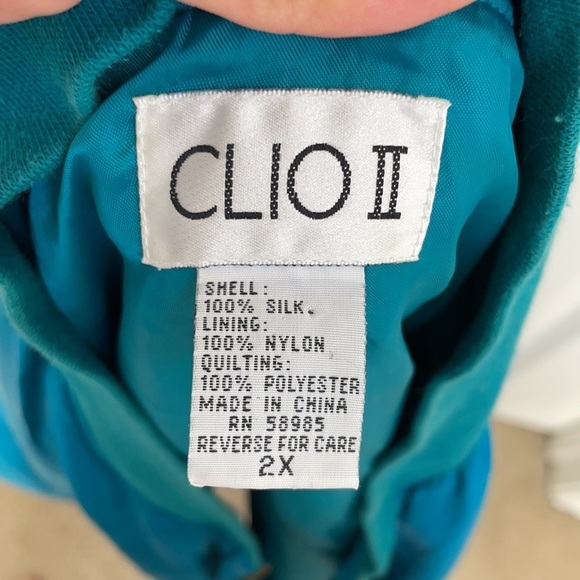 CLIO II
SHELL:
100% SILK.
LINING:
100% NYLON
QUILTING:
100% POLYESTER
MADE IN CHINA
RN 58985
REVERSE FOR CARE
2X